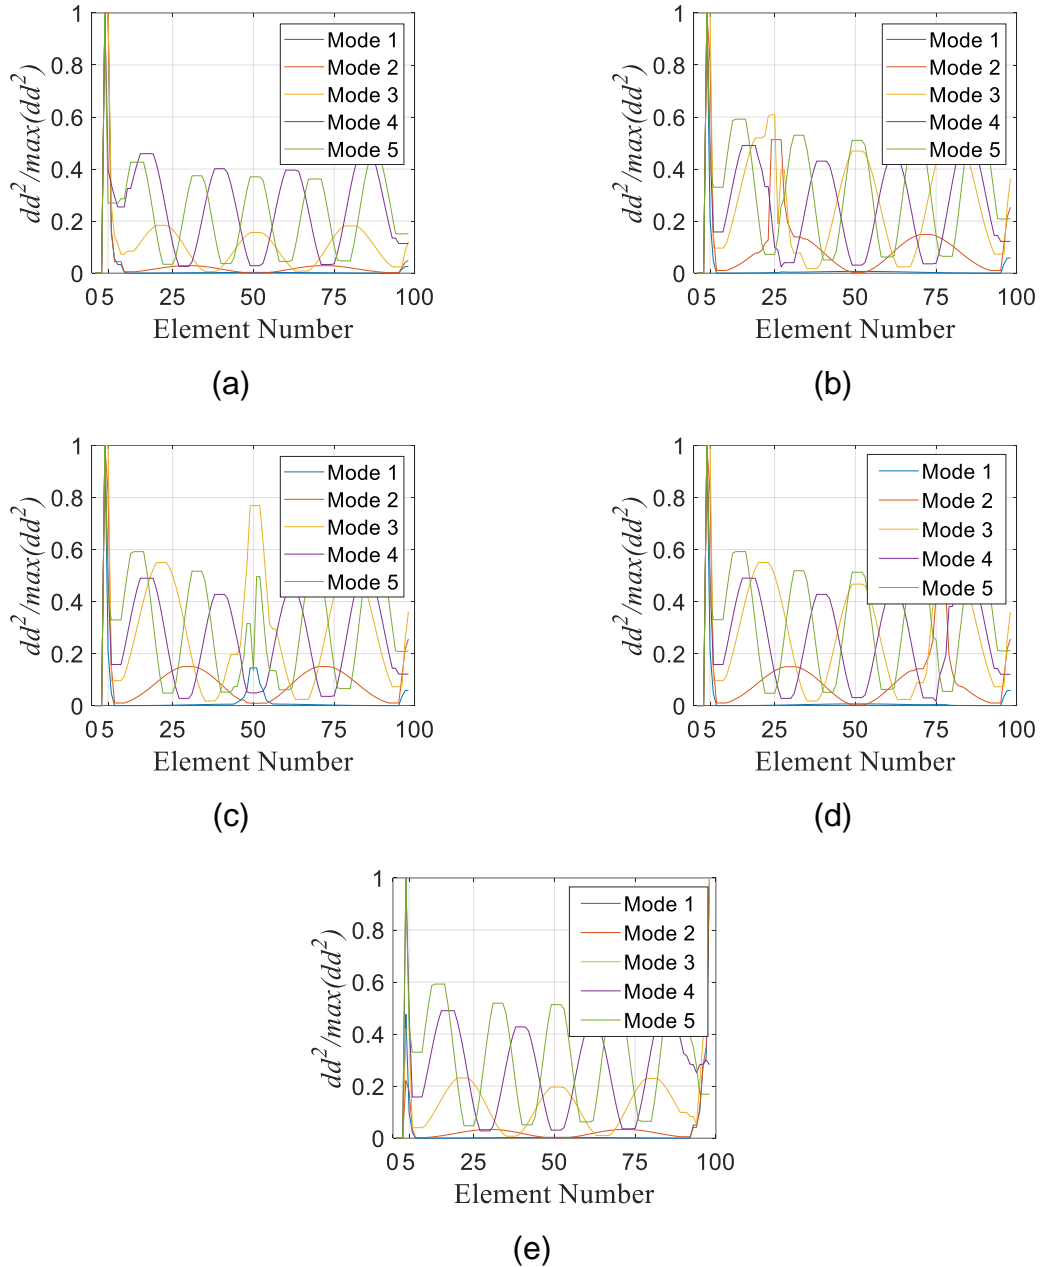 1
0.8
0.6
0.4
0.2
0
dd²/max(dd²)
Mode 1
Mode 2
Mode 3
Mode 4
Mode 5
0 5 25 50 75 100
Element Number
(a)
1
0.8
0.6
0.4
0.2
0
dd²/max(dd²)
Mode 1
Mode 2
Mode 3
Mode 4
Mode 5
0 5 25 50 75 100
Element Number
(b)
1
0.8
0.6
0.4
0.2
0
dd²/max(dd²)
Mode 1
Mode 2
Mode 3
Mode 4
Mode 5
0 5 25 50 75 100
Element Number
(c)
1
0.8
0.6
0.4
0.2
0
dd²/max(dd²)
Mode 1
Mode 2
Mode 3
Mode 4
Mode 5
0 5 25 50 75 100
Element Number
(d)
1
0.8
0.6
0.4
0.2
0
dd²/max(dd²)
Mode 1
Mode 2
Mode 3
Mode 4
Mode 5
0 5 25 50 75 100
Element Number
(e)